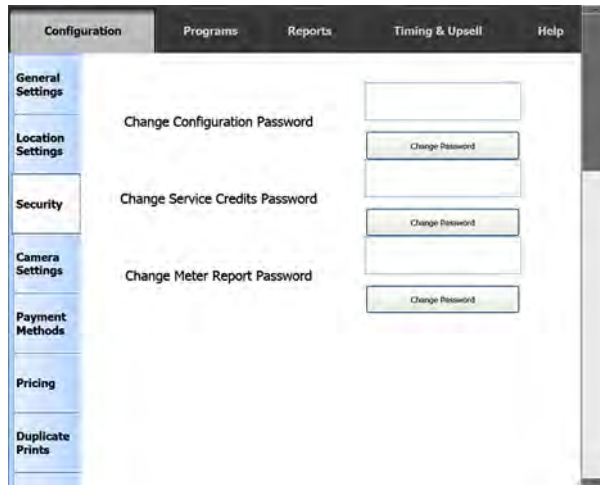 Configuration Programs Reports Timing & Upsell Help
General
Settings
Location
Settings
Security
Camera
Settings
Payment
Methods
Pricing
Duplicate
Prints
Change Configuration Password
Change Password
Change Service Credits Password
Change Password
Change Meter Report Password
Change Password